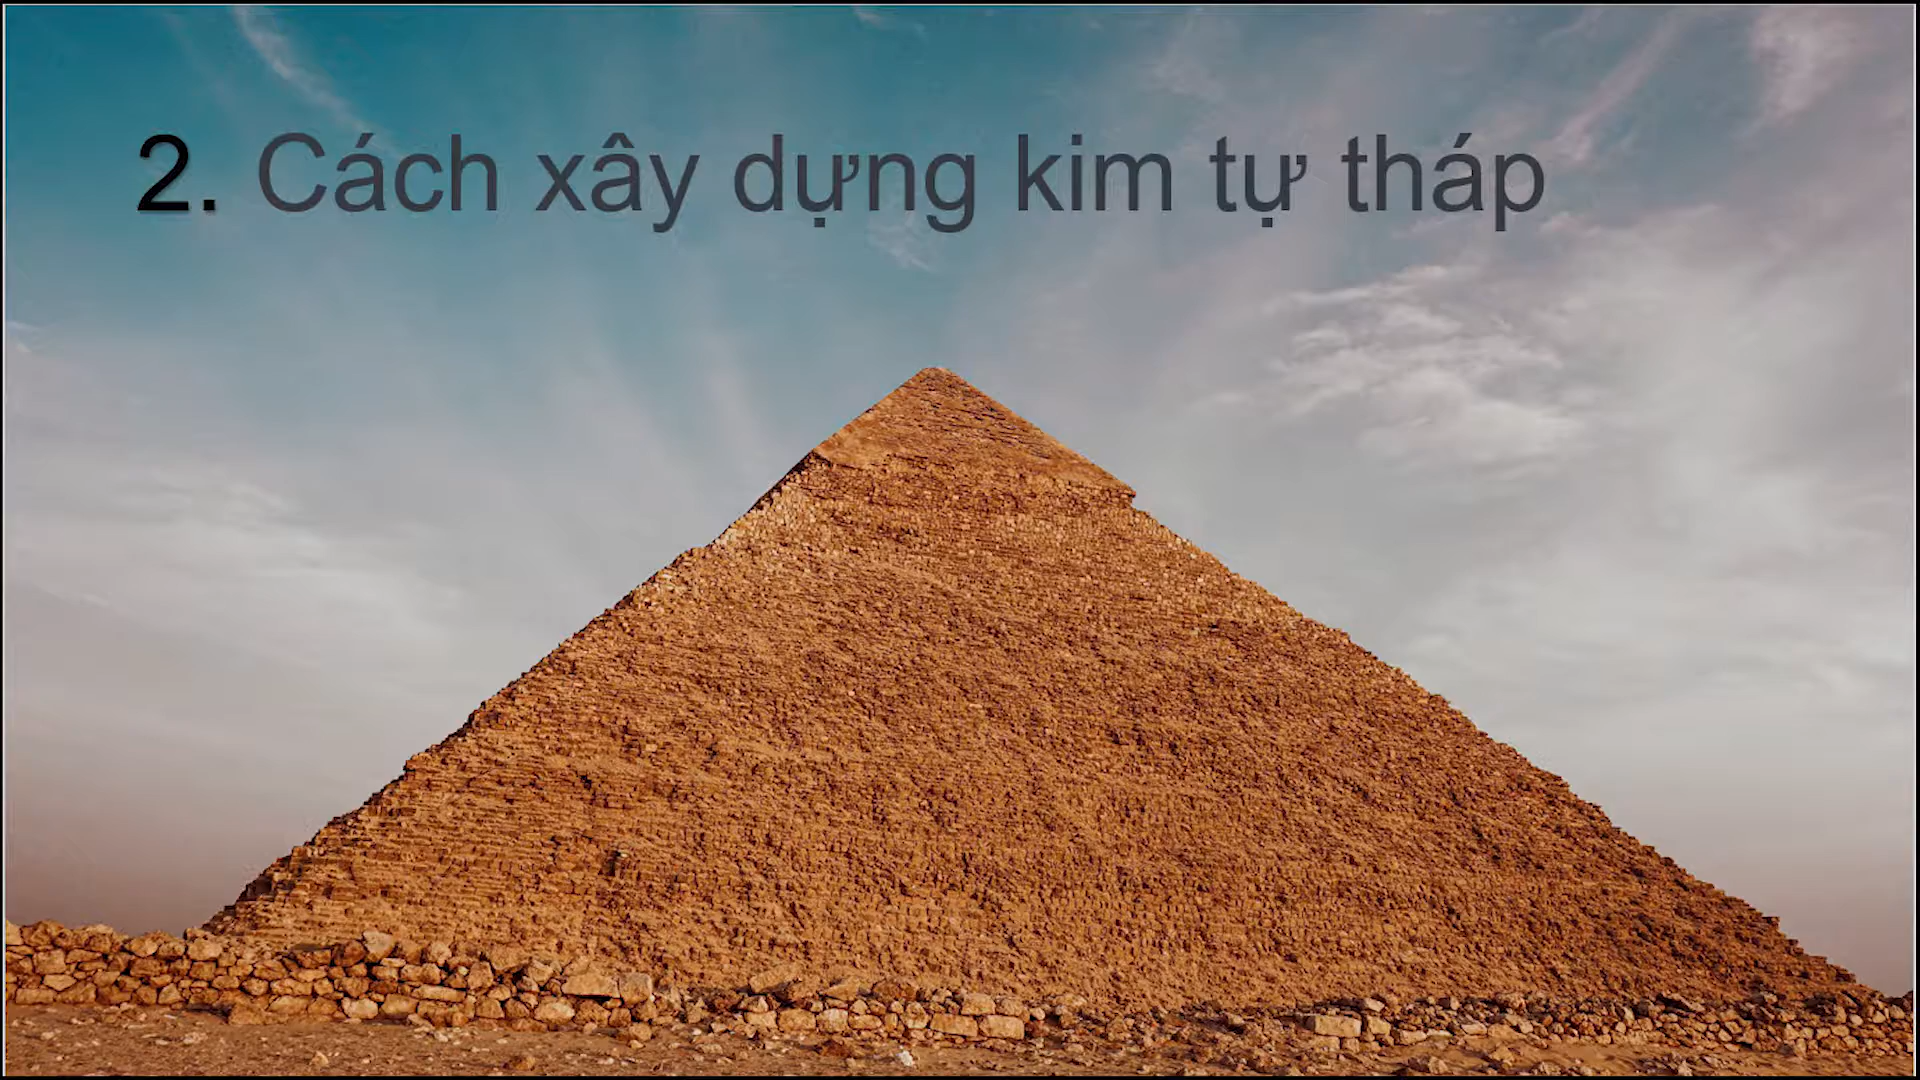 2. Cách xây dựng kim tự tháp